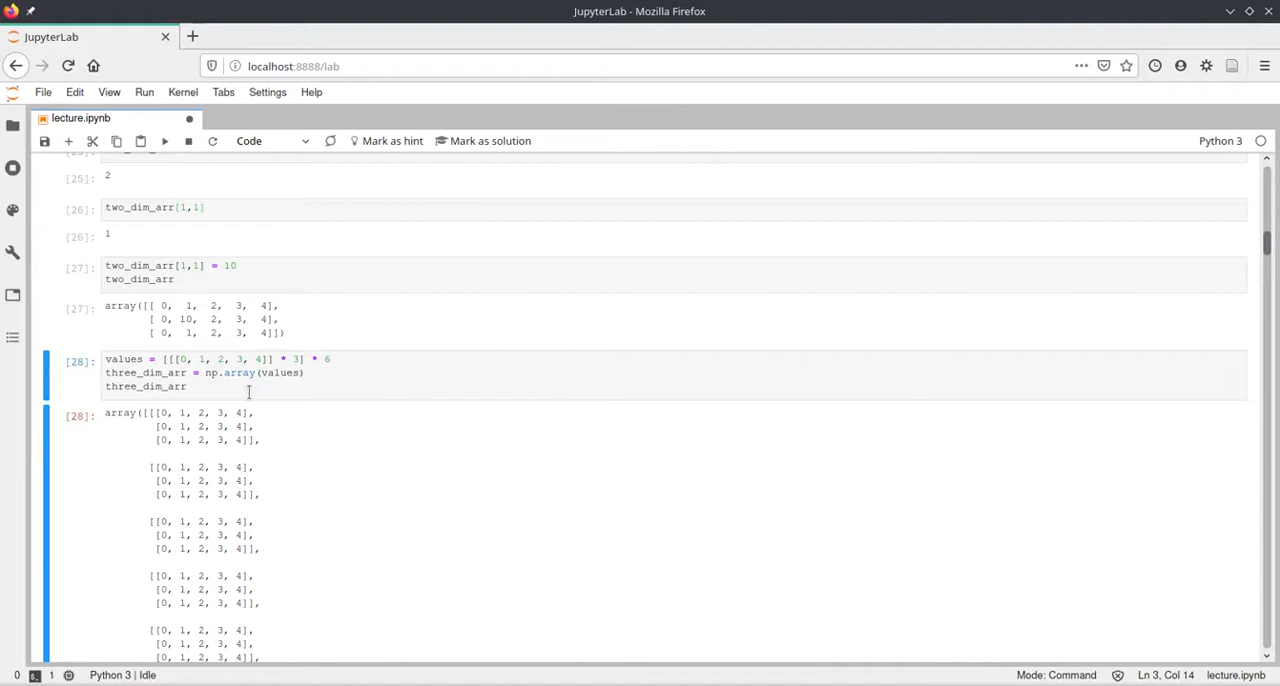 JupyterLab - Mozilla Firefox
JupyterLab
localhost:8888/lab
File Edit View Run Kernel Tabs Settings Help
lecture.ipynb
Code Mark as hint Mark as solution Python 3
[25]: 2
[26]: two_dim_arr[1,1]
[26]: 1
[27]: two_dim_arr[1,1] = 10
two_dim_arr
[27]: array([[ 0, 1, 2, 3, 4],
[ 0, 10, 2, 3, 4],
[ 0, 1, 2, 3, 4]])
[28]: values = [[[0, 1, 2, 3, 4]] * 3] * 6
three_dim_arr = np.array(values)
three_dim_arr
[28]: array([[[0, 1, 2, 3, 4],
[0, 1, 2, 3, 4],
[0, 1, 2, 3, 4]],
[[0, 1, 2, 3, 4],
[0, 1, 2, 3, 4],
[0, 1, 2, 3, 4]],
[[0, 1, 2, 3, 4],
[0, 1, 2, 3, 4],
[0, 1, 2, 3, 4]],
[[0, 1, 2, 3, 4],
[0, 1, 2, 3, 4],
[0, 1, 2, 3, 4]],
[[0, 1, 2, 3, 4],
[0, 1, 2, 3, 4],
[0, 1, 2, 3, 4]],
0 1 Python 3 | Idle Mode: Command Ln 3, Col 14 lecture.ipynb